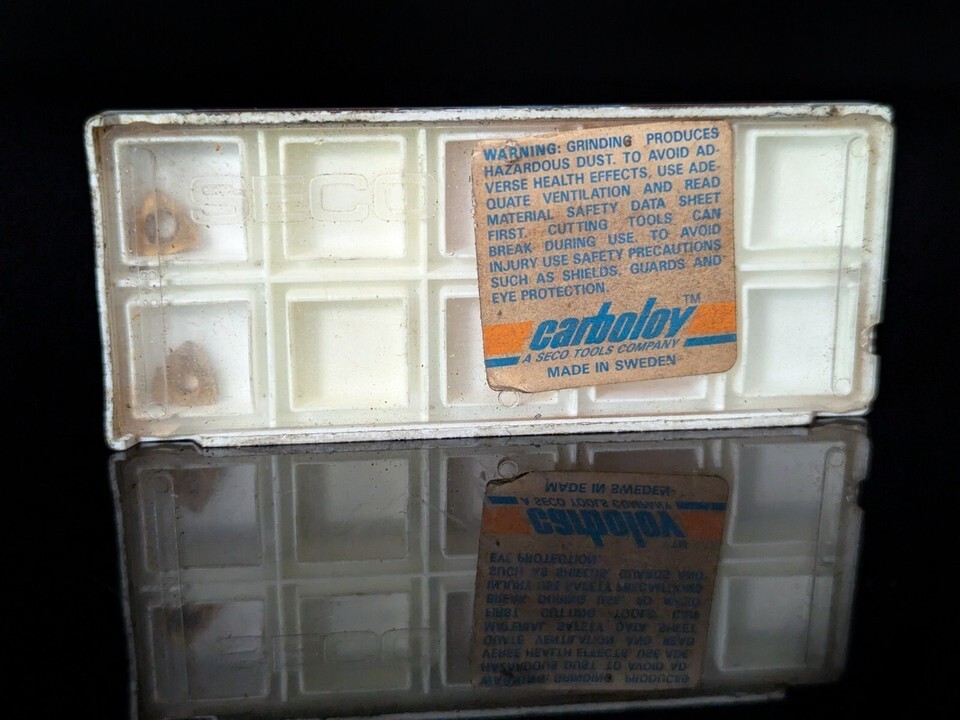 SECO
WARNING: GRINDING PRODUCES
HAZARDOUS DUST. TO AVOID AD-
VERSE HEALTH EFFECTS, USE ADE-
QUATE VENTILATION AND READ
MATERIAL SAFETY DATA SHEET
FIRST. CUTTING TOOLS CAN
BREAK DURING USE. TO AVOID
INJURY USE SAFETY PRECAUTIONS
SUCH AS SHIELDS, GUARDS AND
EYE PROTECTION.
carboloy™
A SECO TOOLS COMPANY
MADE IN SWEDEN